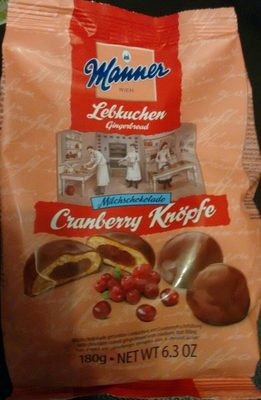 Manner
WIEN
Lebkuchen
Gingerbread
Milchschokolade
Cranberry Knöpfe
180g • NET WT 6.3 OZ